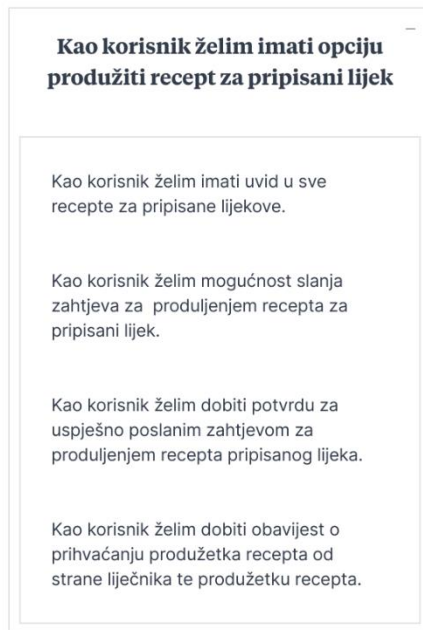 Kao korisnik želim imati opciju
produžiti recept za pripisani lijek
Kao korisnik želim imati uvid u sve
recepte za pripisane lijekove.
Kao korisnik želim mogućnost slanja
zahtjeva za produljenjem recepta za
pripisani lijek.
Kao korisnik želim dobiti potvrdu za
uspješno poslanim zahtjevom za
produljenjem recepta pripisanog lijeka.
Kao korisnik želim dobiti obavijest o
prihvaćanju produžetka recepta od
strane liječnika te produžetku recepta.